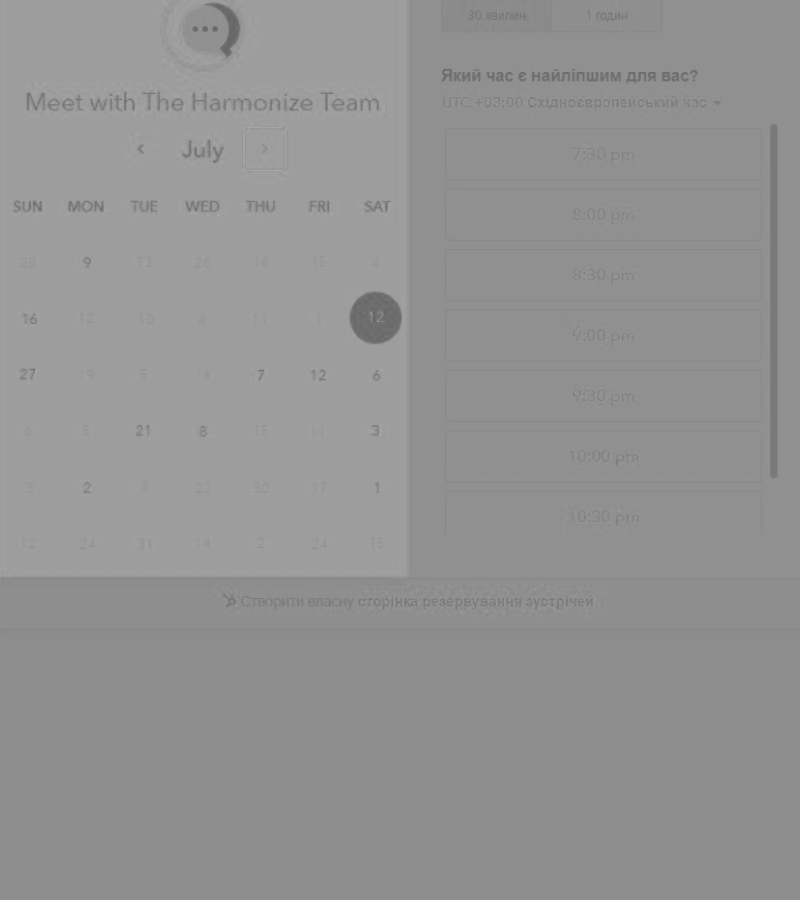 30 хвилин 1 годин
Який час є найліпшим для вас?
UTC +03:00 Східноєвропейський час
Meet with The Harmonize Team
July
SUN MON TUE WED THU FRI SAT
28 9 13 26 14 15 4
16 12 10 4 11 1 12
27 19 5 16 7 12 6
6 5 21 8 15 11 3
3 2 9 22 30 17 1
12 24 31 19 2 24 15
7:30 pm
8:00 pm
8:30 pm
9:00 pm
9:30 pm
10:00 pm
10:30 pm
Створити власну сторінка резервування зустрічей